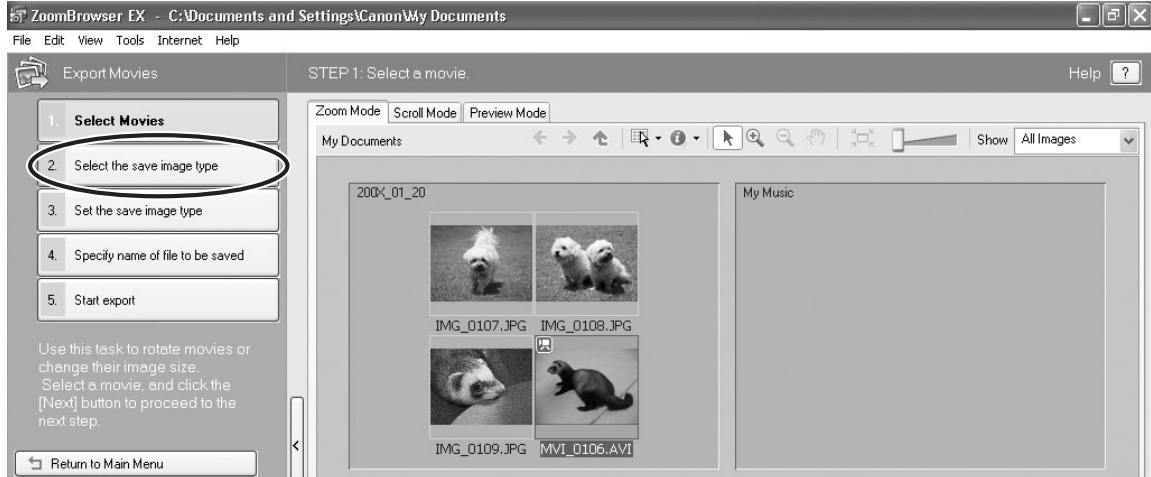 ZoomBrowser EX - C:\Documents and Settings\Canon\My Documents
File Edit View Tools Internet Help
Export Movies
STEP 1: Select a movie.
Help ?
1. Select Movies
2. Select the save image type
3. Set the save image type
4. Specify name of file to be saved
5. Start export
Use this task to rotate movies or
change their image size.
Select a movie, and click the
[Next] button to proceed to the
next step.
Return to Main Menu
Zoom Mode Scroll Mode Preview Mode
My Documents
Show All Images
200X_01_20
My Music
IMG_0107.JPG IMG_0108.JPG
IMG_0109.JPG MVI_0106.AVI